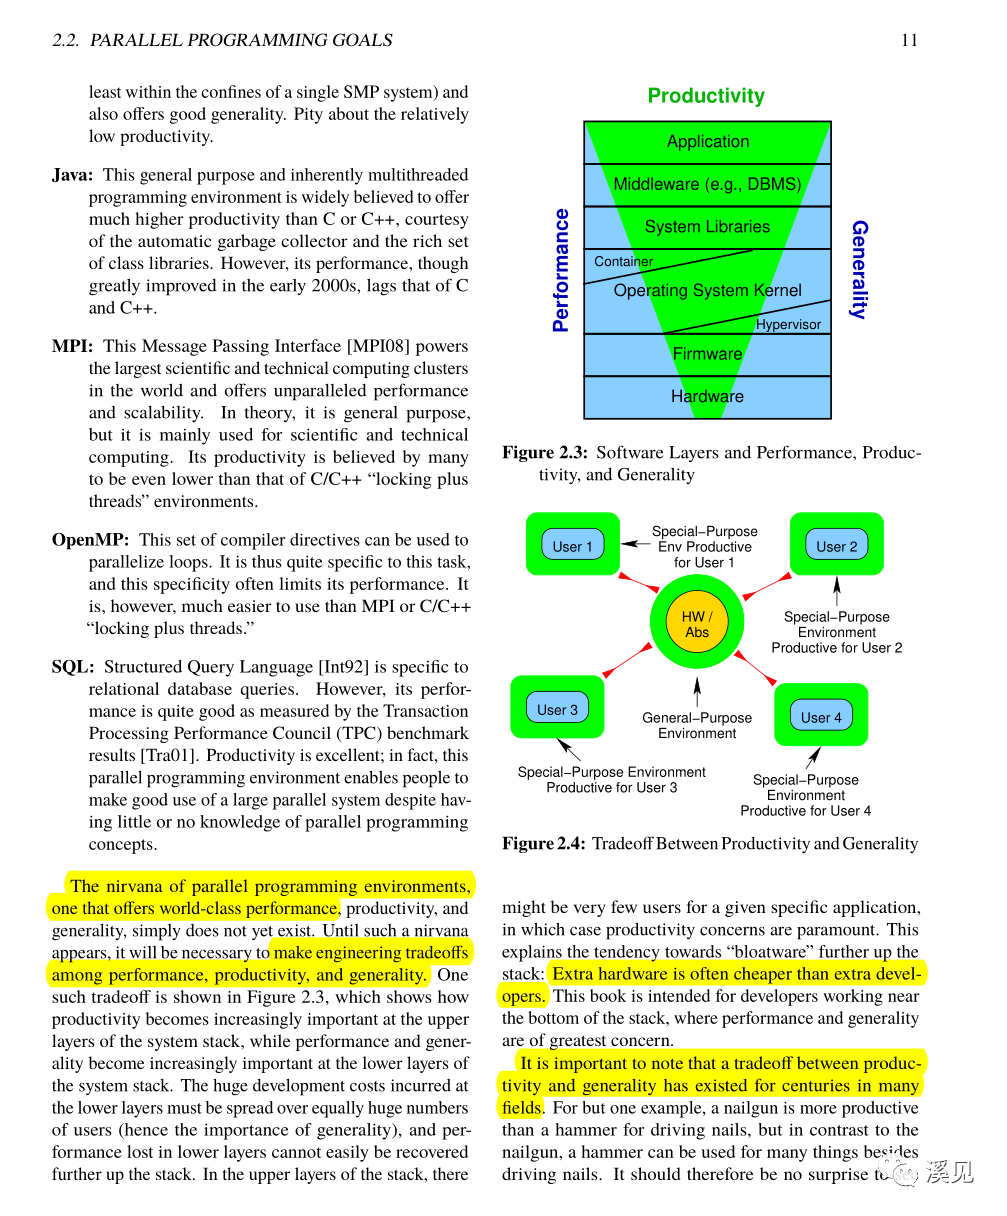 2.2. PARALLEL PROGRAMMING GOALS 11
least within the confines of a single SMP system) and
also offers good generality. Pity about the relatively
low productivity.
Java: This general purpose and inherently multithreaded
programming environment is widely believed to offer
much higher productivity than C or C++, courtesy
of the automatic garbage collector and the rich set
of class libraries. However, its performance, though
greatly improved in the early 2000s, lags that of C
and C++.
MPI: This Message Passing Interface [MPI08] powers
the largest scientific and technical computing clusters
in the world and offers unparalleled performance
and scalability. In theory, it is general purpose,
but it is mainly used for scientific and technical
computing. Its productivity is believed by many
to be even lower than that of C/C++ “locking plus
threads” environments.
OpenMP: This set of compiler directives can be used to
parallelize loops. It is thus quite specific to this task,
and this specificity often limits its performance. It
is, however, much easier to use than MPI or C/C++
“locking plus threads.”
SQL: Structured Query Language [Int92] is specific to
relational database queries. However, its perfor-
mance is quite good as measured by the Transaction
Processing Performance Council (TPC) benchmark
results [Tra01]. Productivity is excellent; in fact, this
parallel programming environment enables people to
make good use of a large parallel system despite hav-
ing little or no knowledge of parallel programming
concepts.
The nirvana of parallel programming environments,
one that offers world-class performance, productivity, and
generality, simply does not yet exist. Until such a nirvana
appears, it will be necessary to make engineering tradeoffs
among performance, productivity, and generality. One
such tradeoff is shown in Figure 2.3, which shows how
productivity becomes increasingly important at the upper
layers of the system stack, while performance and gener-
ality become increasingly important at the lower layers of
the system stack. The huge development costs incurred at
the lower layers must be spread over equally huge numbers
of users (hence the importance of generality), and per-
formance lost in lower layers cannot easily be recovered
further up the stack. In the upper layers of the stack, there
Productivity
Performance
Generality
Application
Middleware (e.g., DBMS)
System Libraries
Container
Operating System Kernel
Hypervisor
Firmware
Hardware
Figure 2.3: Software Layers and Performance, Produc-
tivity, and Generality
User 1
Special−Purpose
Env Productive
for User 1
User 2
HW /
Abs
Special−Purpose
Environment
Productive for User 2
User 3
General−Purpose
Environment
User 4
Special−Purpose Environment
Productive for User 3
Special−Purpose
Environment
Productive for User 4
Figure 2.4: Tradeoff Between Productivity and Generality
might be very few users for a given specific application,
in which case productivity concerns are paramount. This
explains the tendency towards “bloatware” further up the
stack: Extra hardware is often cheaper than extra devel-
opers. This book is intended for developers working near
the bottom of the stack, where performance and generality
are of greatest concern.
It is important to note that a tradeoff between produc-
tivity and generality has existed for centuries in many
fields. For but one example, a nailgun is more productive
than a hammer for driving nails, but in contrast to the
nailgun, a hammer can be used for many things besides
driving nails. It should therefore be no surprise to see
溪见